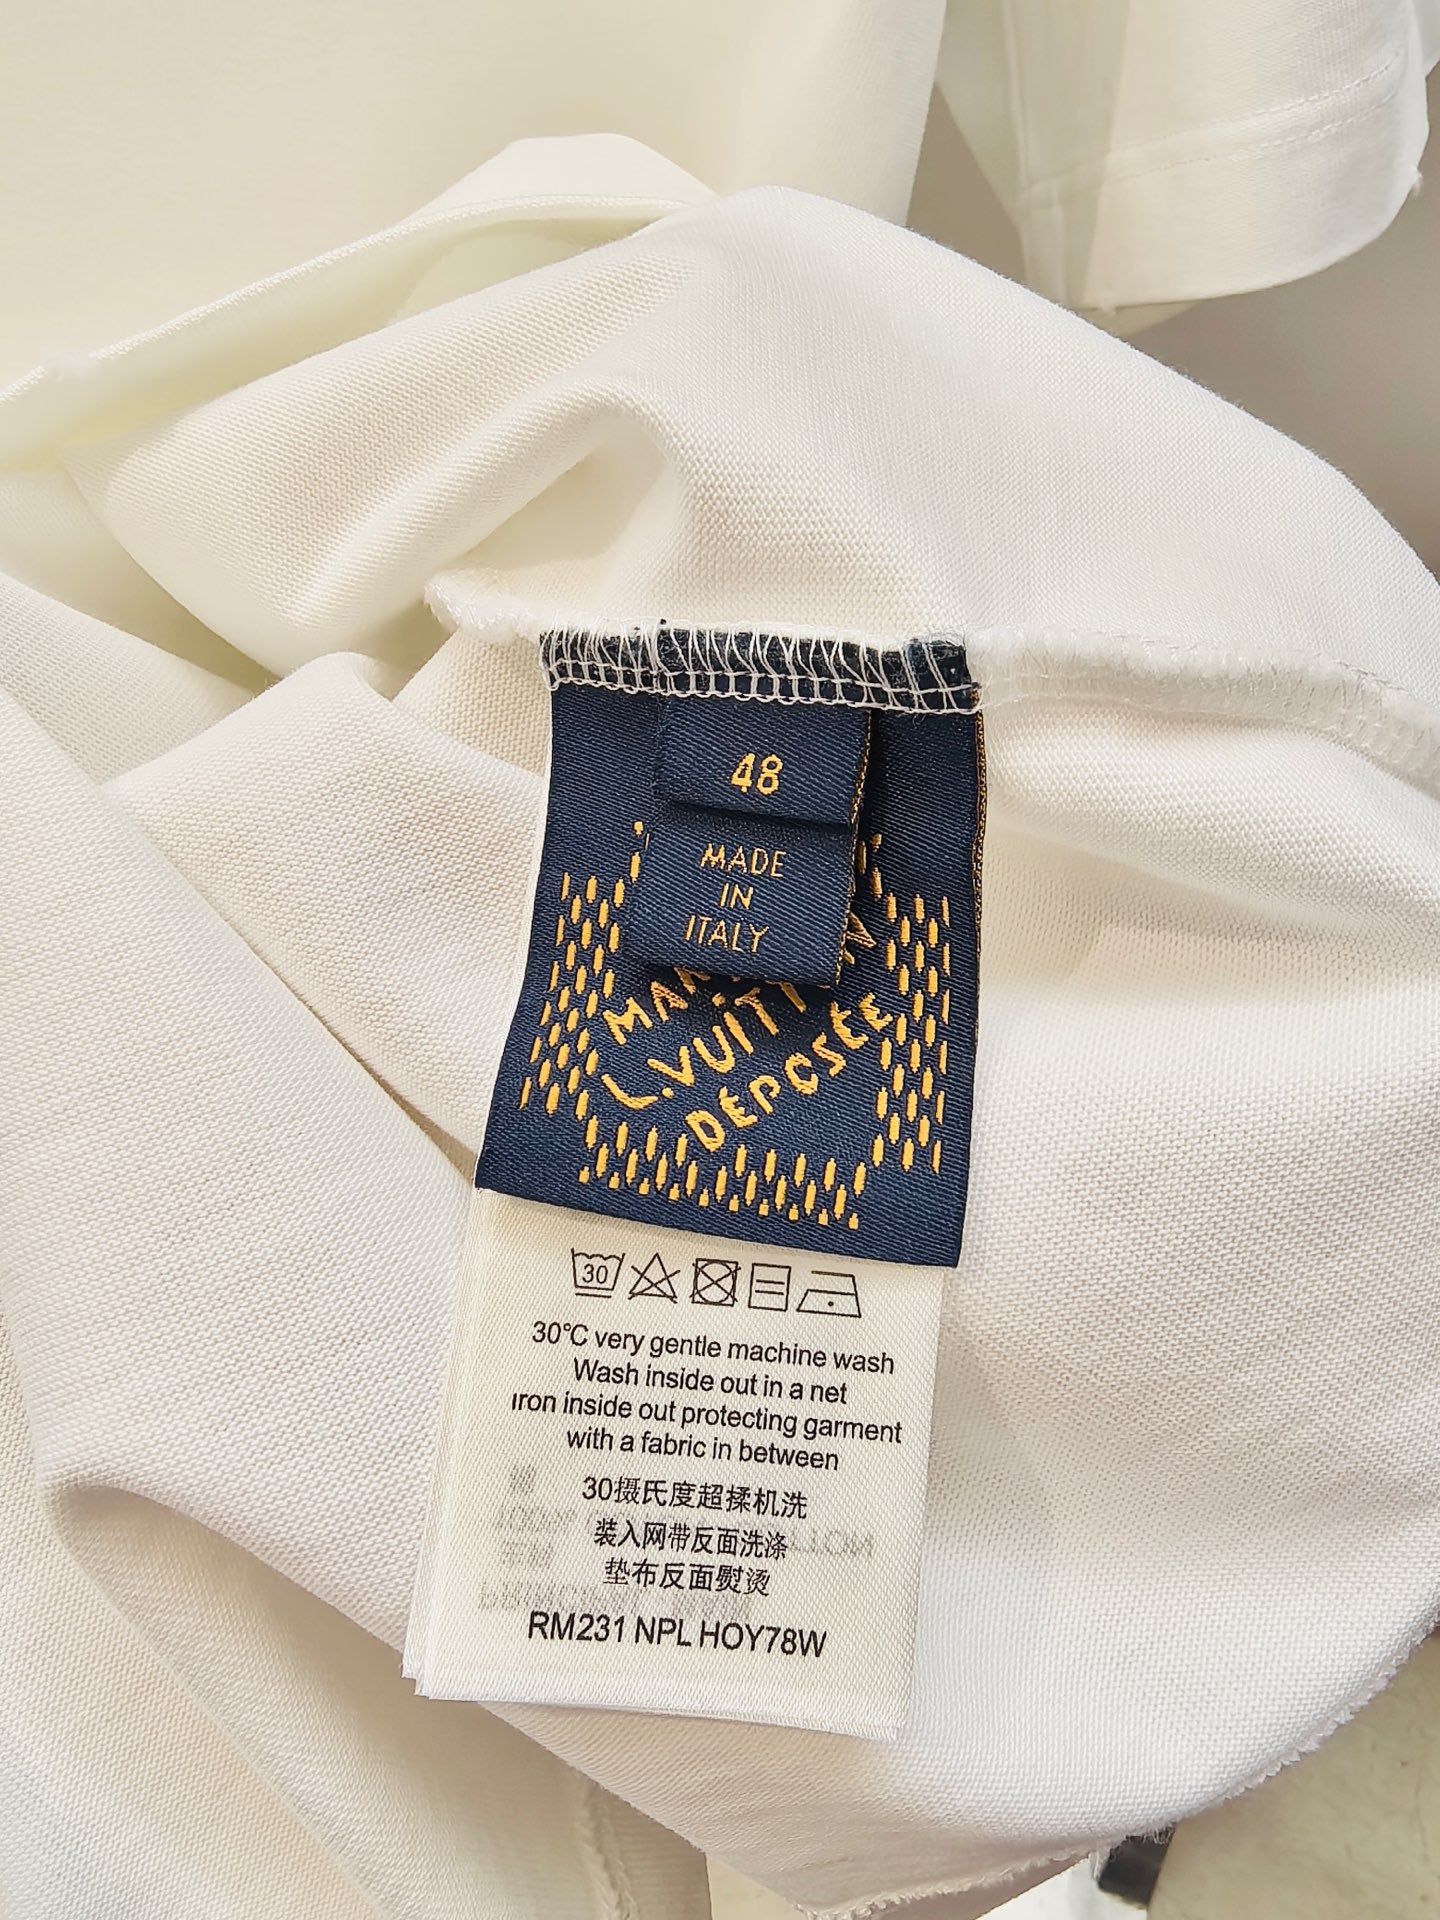 48
MADE
IN
ITALY
L.VUITT
DÉPCSÉE
30
30°C very gentle machine wash
Wash inside out in a net
Iron inside out protecting garment
with a fabric in between
30摄氏度超揉机洗
装入网带反面洗涤
垫布反面熨烫
RM231 NPL HOY78W